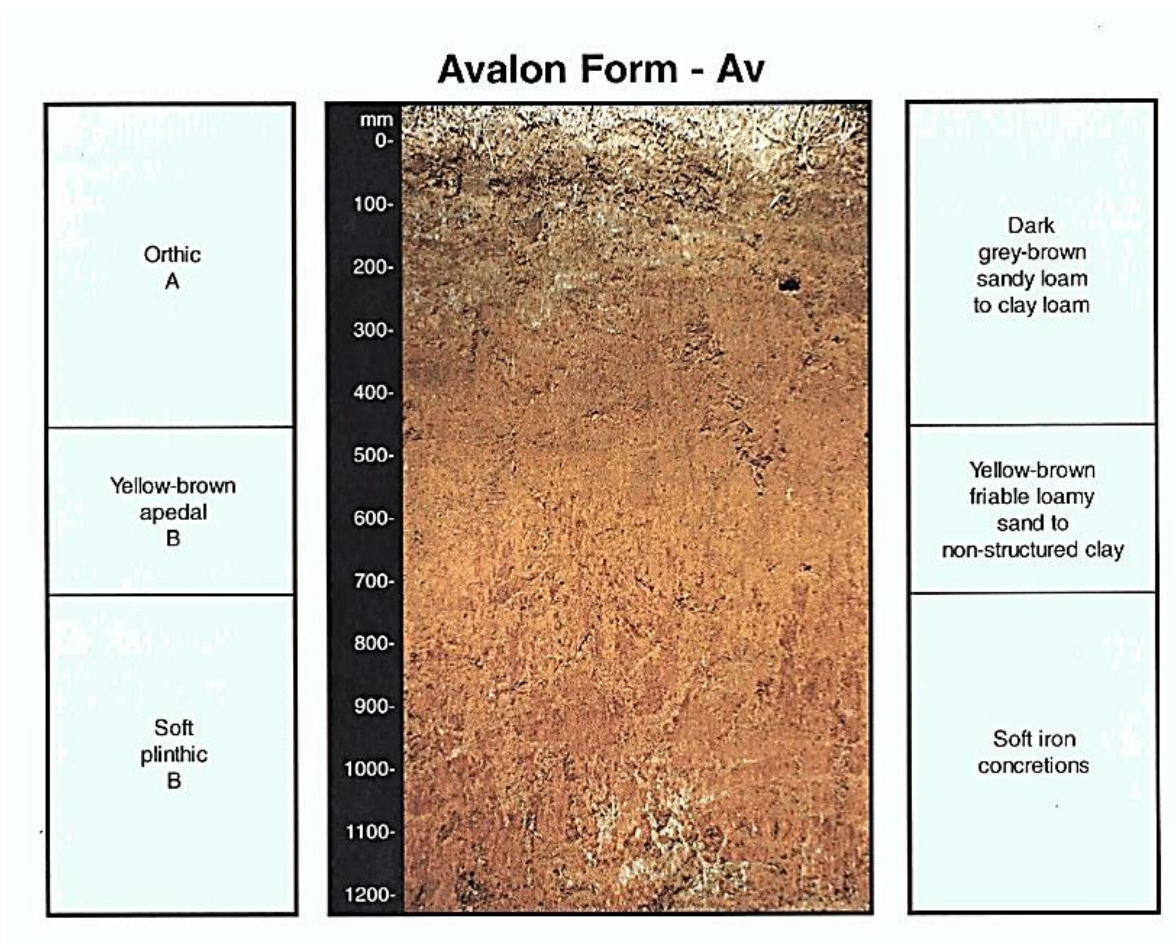 Avalon Form - Av
Orthic
A
Yellow-brown
apedal
B
Soft
plinthic
B
mm
0-
100-
200-
300-
400-
500-
600-
700-
800-
900-
1000-
1100-
1200-
Dark
grey-brown
sandy loam
to clay loam
Yellow-brown
friable loamy
sand to
non-structured clay
Soft iron
concretions